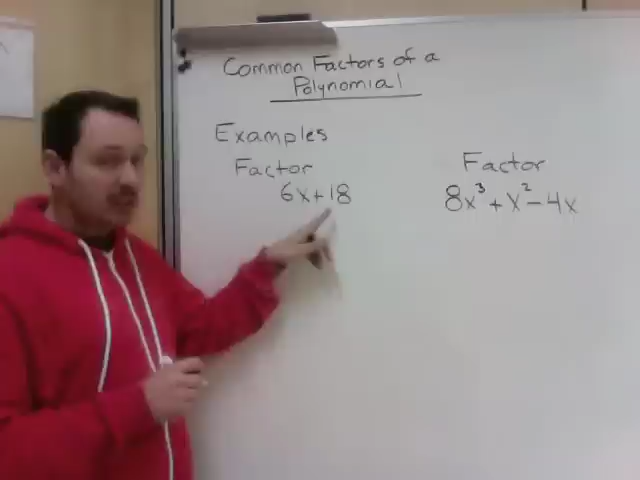 Common Factors of a
Polynomial
Examples
Factor
6x+18
Factor
8x³+x²-4x